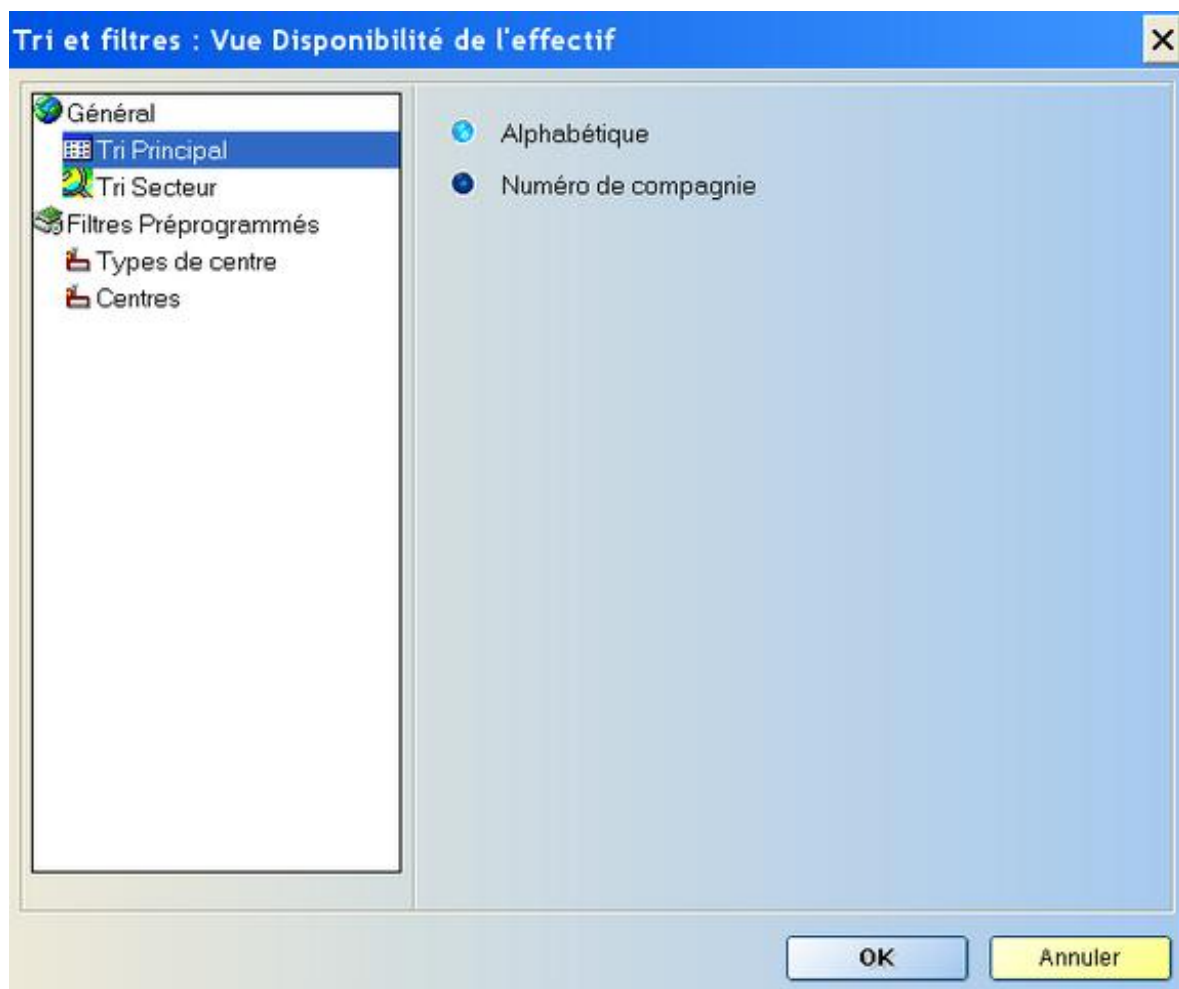 Tri et filtres : Vue Disponibilité de l'effectif
Général
Tri Principal
Tri Secteur
Filtres Préprogrammés
Types de centre
Centres
Alphabétique
Numéro de compagnie
OK
Annuler